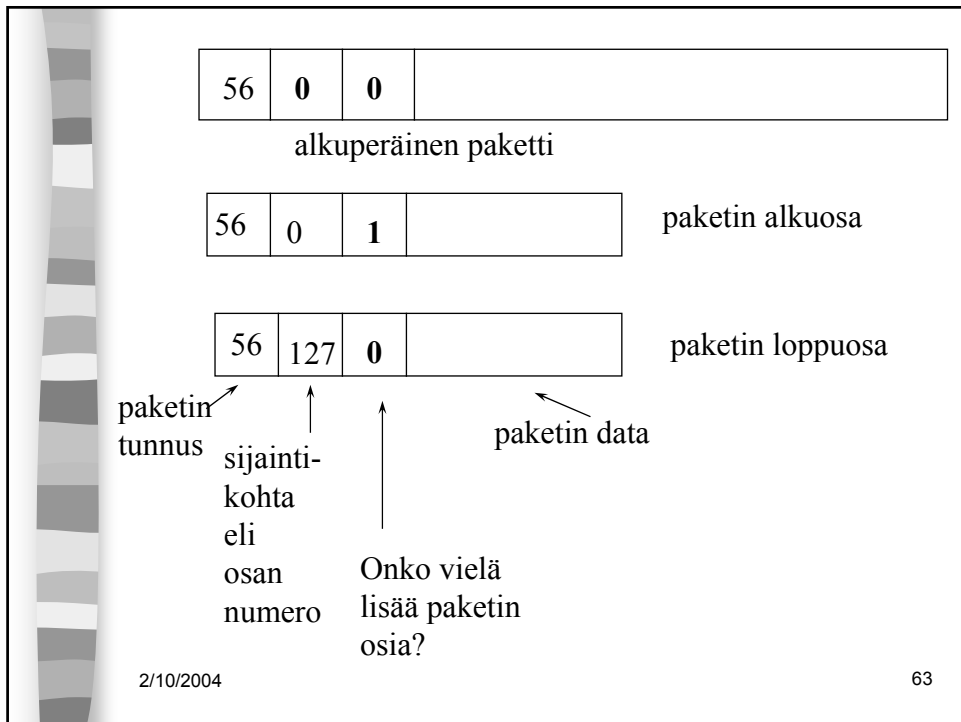 56 0 0
alkuperäinen paketti
56 0 1
paketin alkuosa
56 127 0
paketin loppuosa
paketin
tunnus
sijainti-
kohta
eli
osan
numero
Onko vielä
lisää paketin
osia?
paketin data
2/10/2004
63